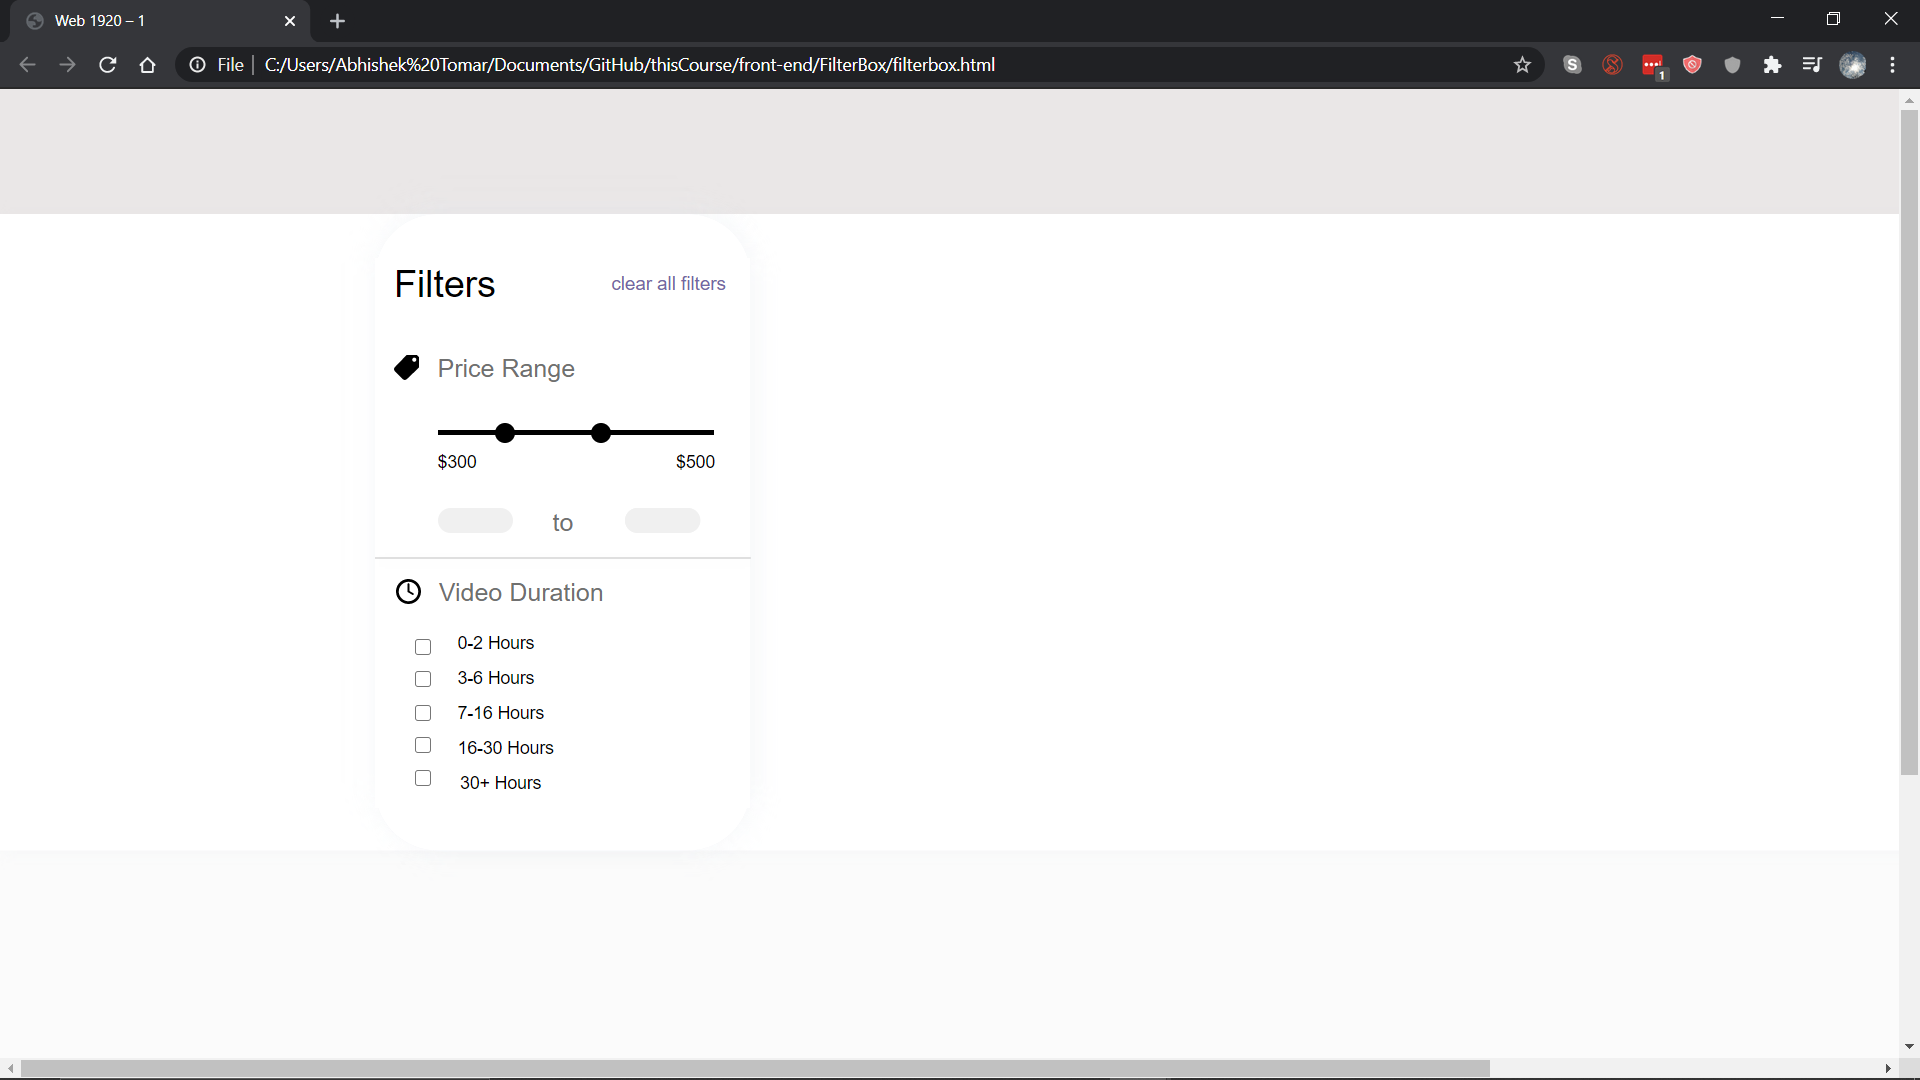 Web 1920 – 1
File
C:/Users/Abhishek%20Tomar/Documents/GitHub/thisCourse/front-end/FilterBox/filterbox.html
S
1
Filters
clear all filters
Price Range
$300
$500
to
Video Duration
0-2 Hours
3-6 Hours
7-16 Hours
16-30 Hours
30+ Hours